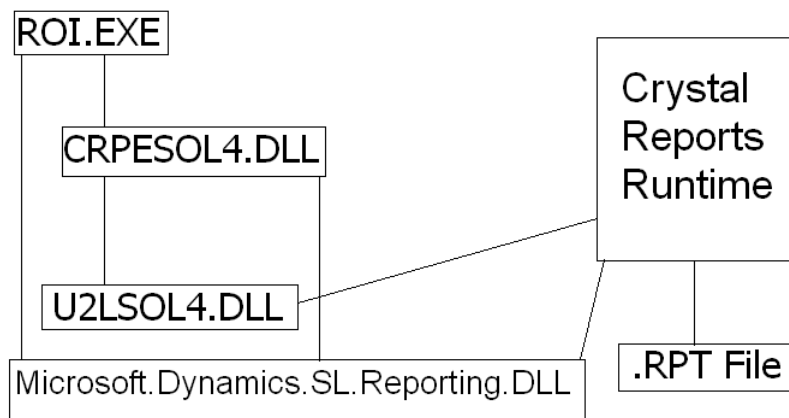 ROI.EXE
CRPESOL4.DLL
U2LSOL4.DLL
Microsoft.Dynamics.SL.Reporting.DLL
Crystal
Reports
Runtime
.RPT File